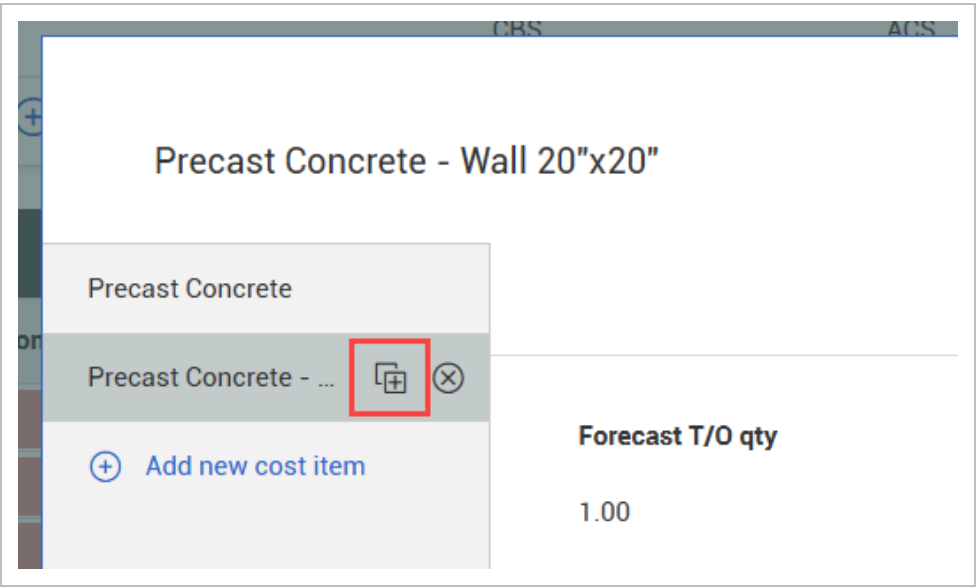 CBS ACS
Precast Concrete - Wall 20"x20"
Precast Concrete
on
Precast Concrete - ...
Forecast T/O qty
Add new cost item
1.00